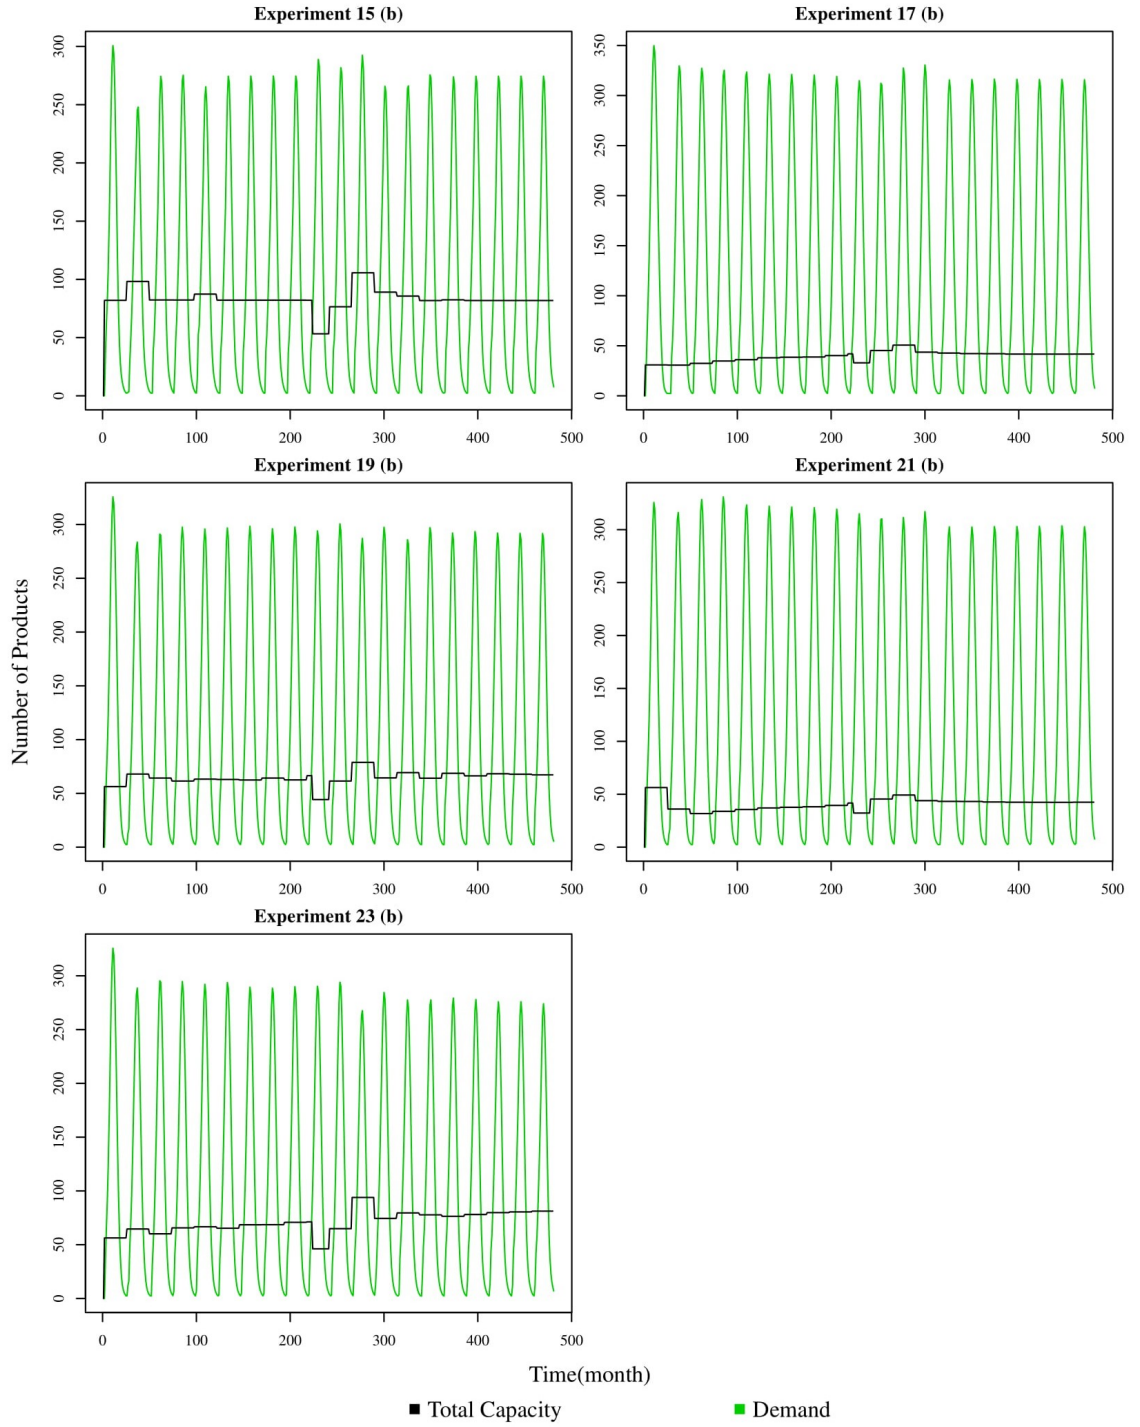 Experiment 15 (b)
300
250
200
150
100
50
0
0 100 200 300 400 500
Experiment 17 (b)
350
300
250
200
150
100
50
0
0 100 200 300 400 500
Experiment 19 (b)
300
250
200
150
100
50
0
0 100 200 300 400 500
Experiment 21 (b)
300
250
200
150
100
50
0
0 100 200 300 400 500
Experiment 23 (b)
300
250
200
150
100
50
0
0 100 200 300 400 500
Number of Products
Time(month)
Total Capacity Demand